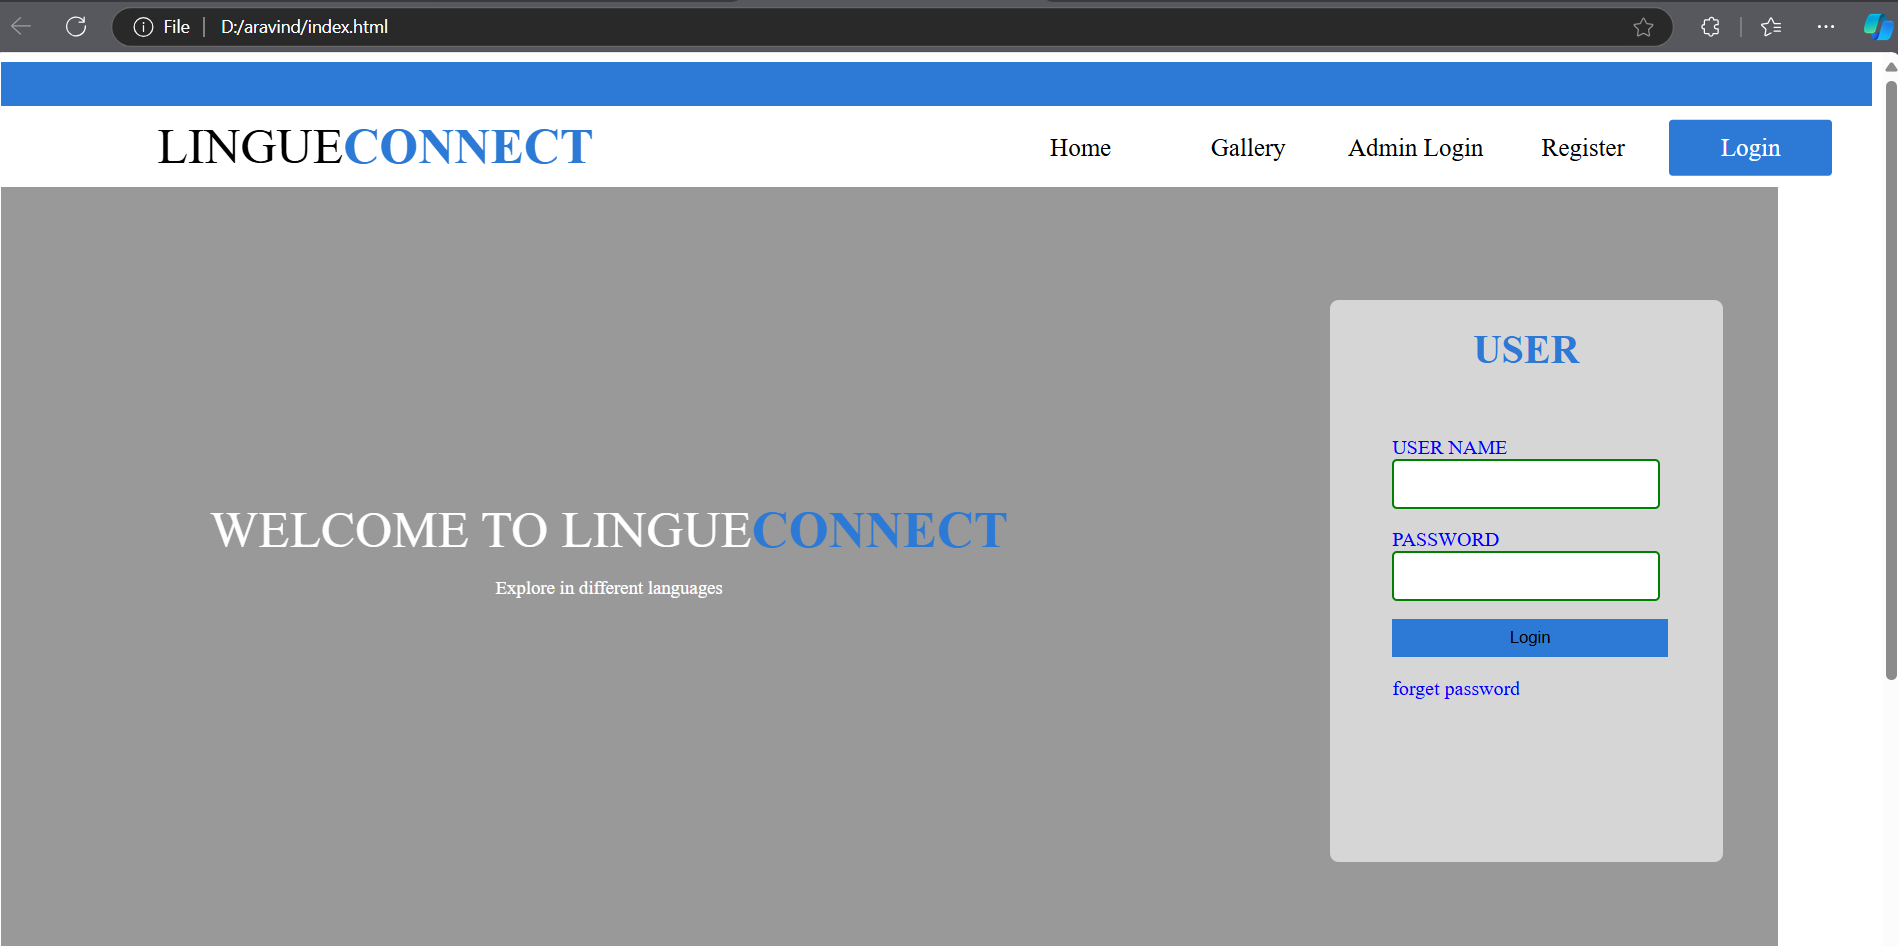 File D:/aravind/index.html
LINGUECONNECT Home Gallery Admin Login Register Login
USER
USER NAME
PASSWORD
WELCOME TO LINGUECONNECT
Explore in different languages
Login
forget password